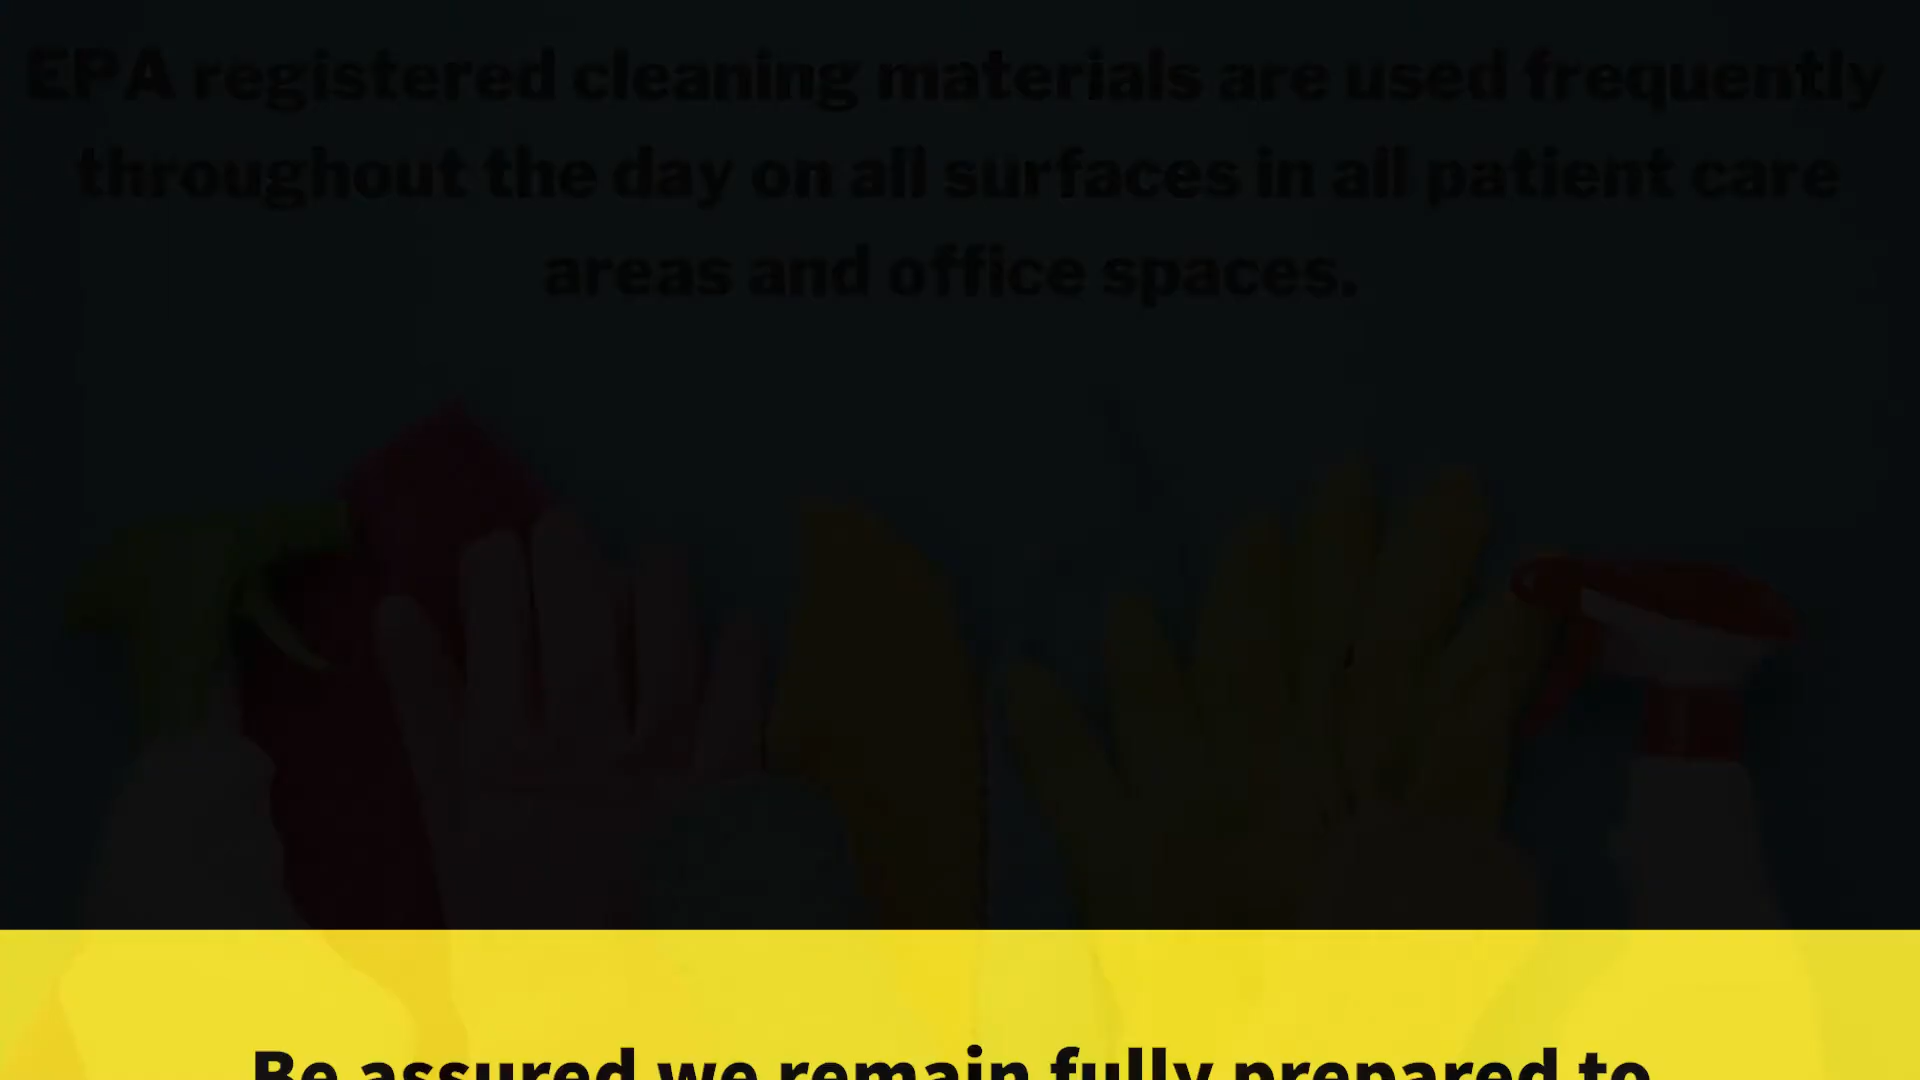 EPA registered cleaning materials are used frequently
throughout the day on all surfaces in all patient care
areas and office spaces.
Be assured we remain fully prepared to